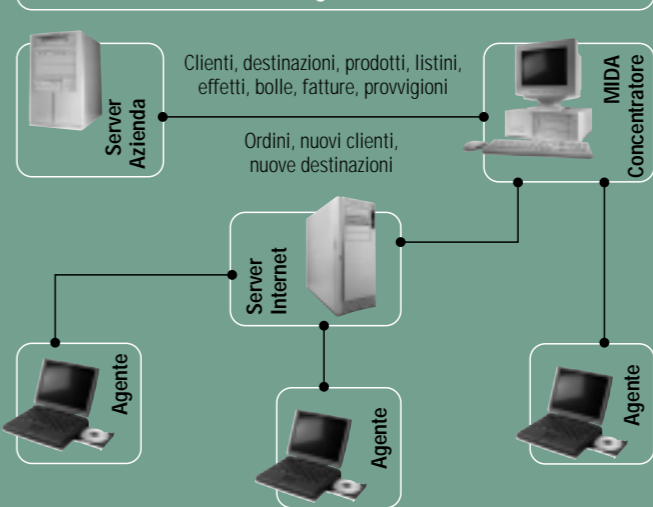 Clienti, destinazioni, prodotti, listini,
effetti, bolle, fatture, provvigioni
Server
Azienda
MIDA
Concentratore
Ordini, nuovi clienti,
nuove destinazioni
Server
Internet
Agente
Agente
Agente